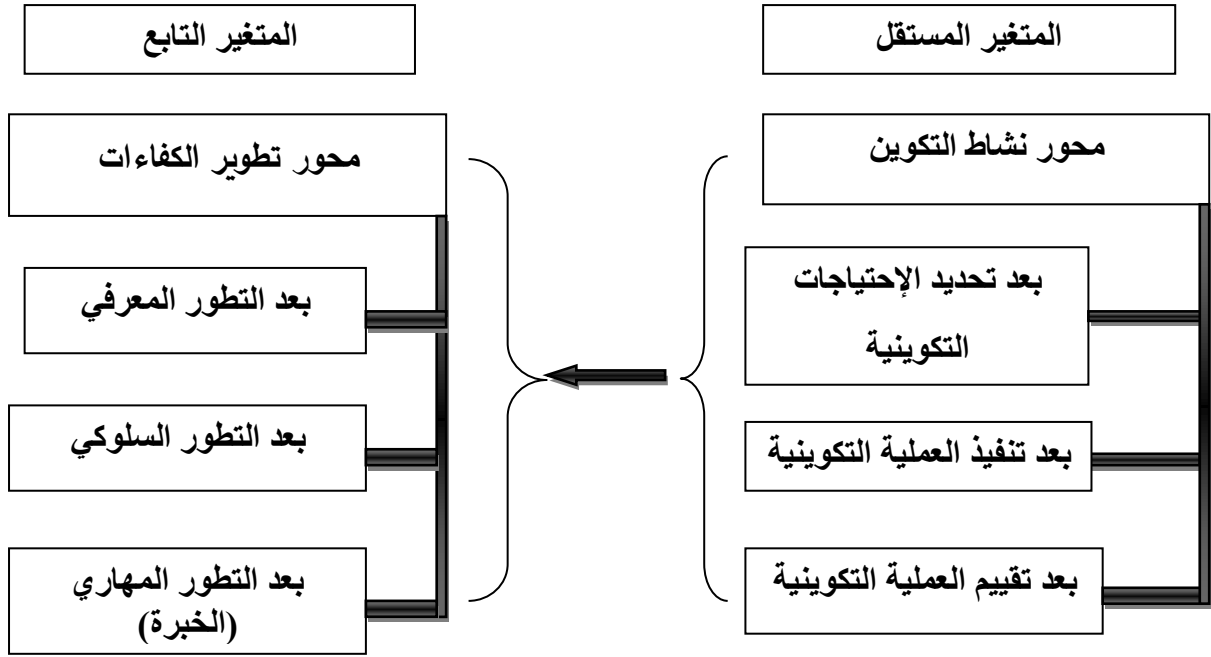 المتغير المستقل
المتغير التابع
محور نشاط التكوين
محور تطوير الكفاءات
بعد تحديد الإحتياجات
التكوينية
بعد تنفيذ العملية التكوينية
بعد تقييم العملية التكوينية
بعد التطور المعرفي
بعد التطور السلوكي
بعد التطور المهاري
(الخبرة)